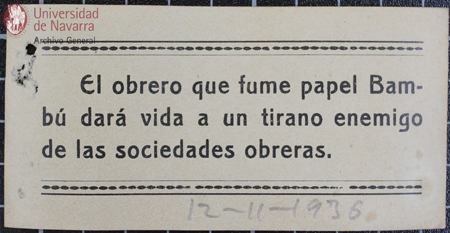 Universidad
de Navarra
Archivo General
El obrero que fume papel Bam-
bú dará vida a un tirano enemigo
de las sociedades obreras.
12-11-1936